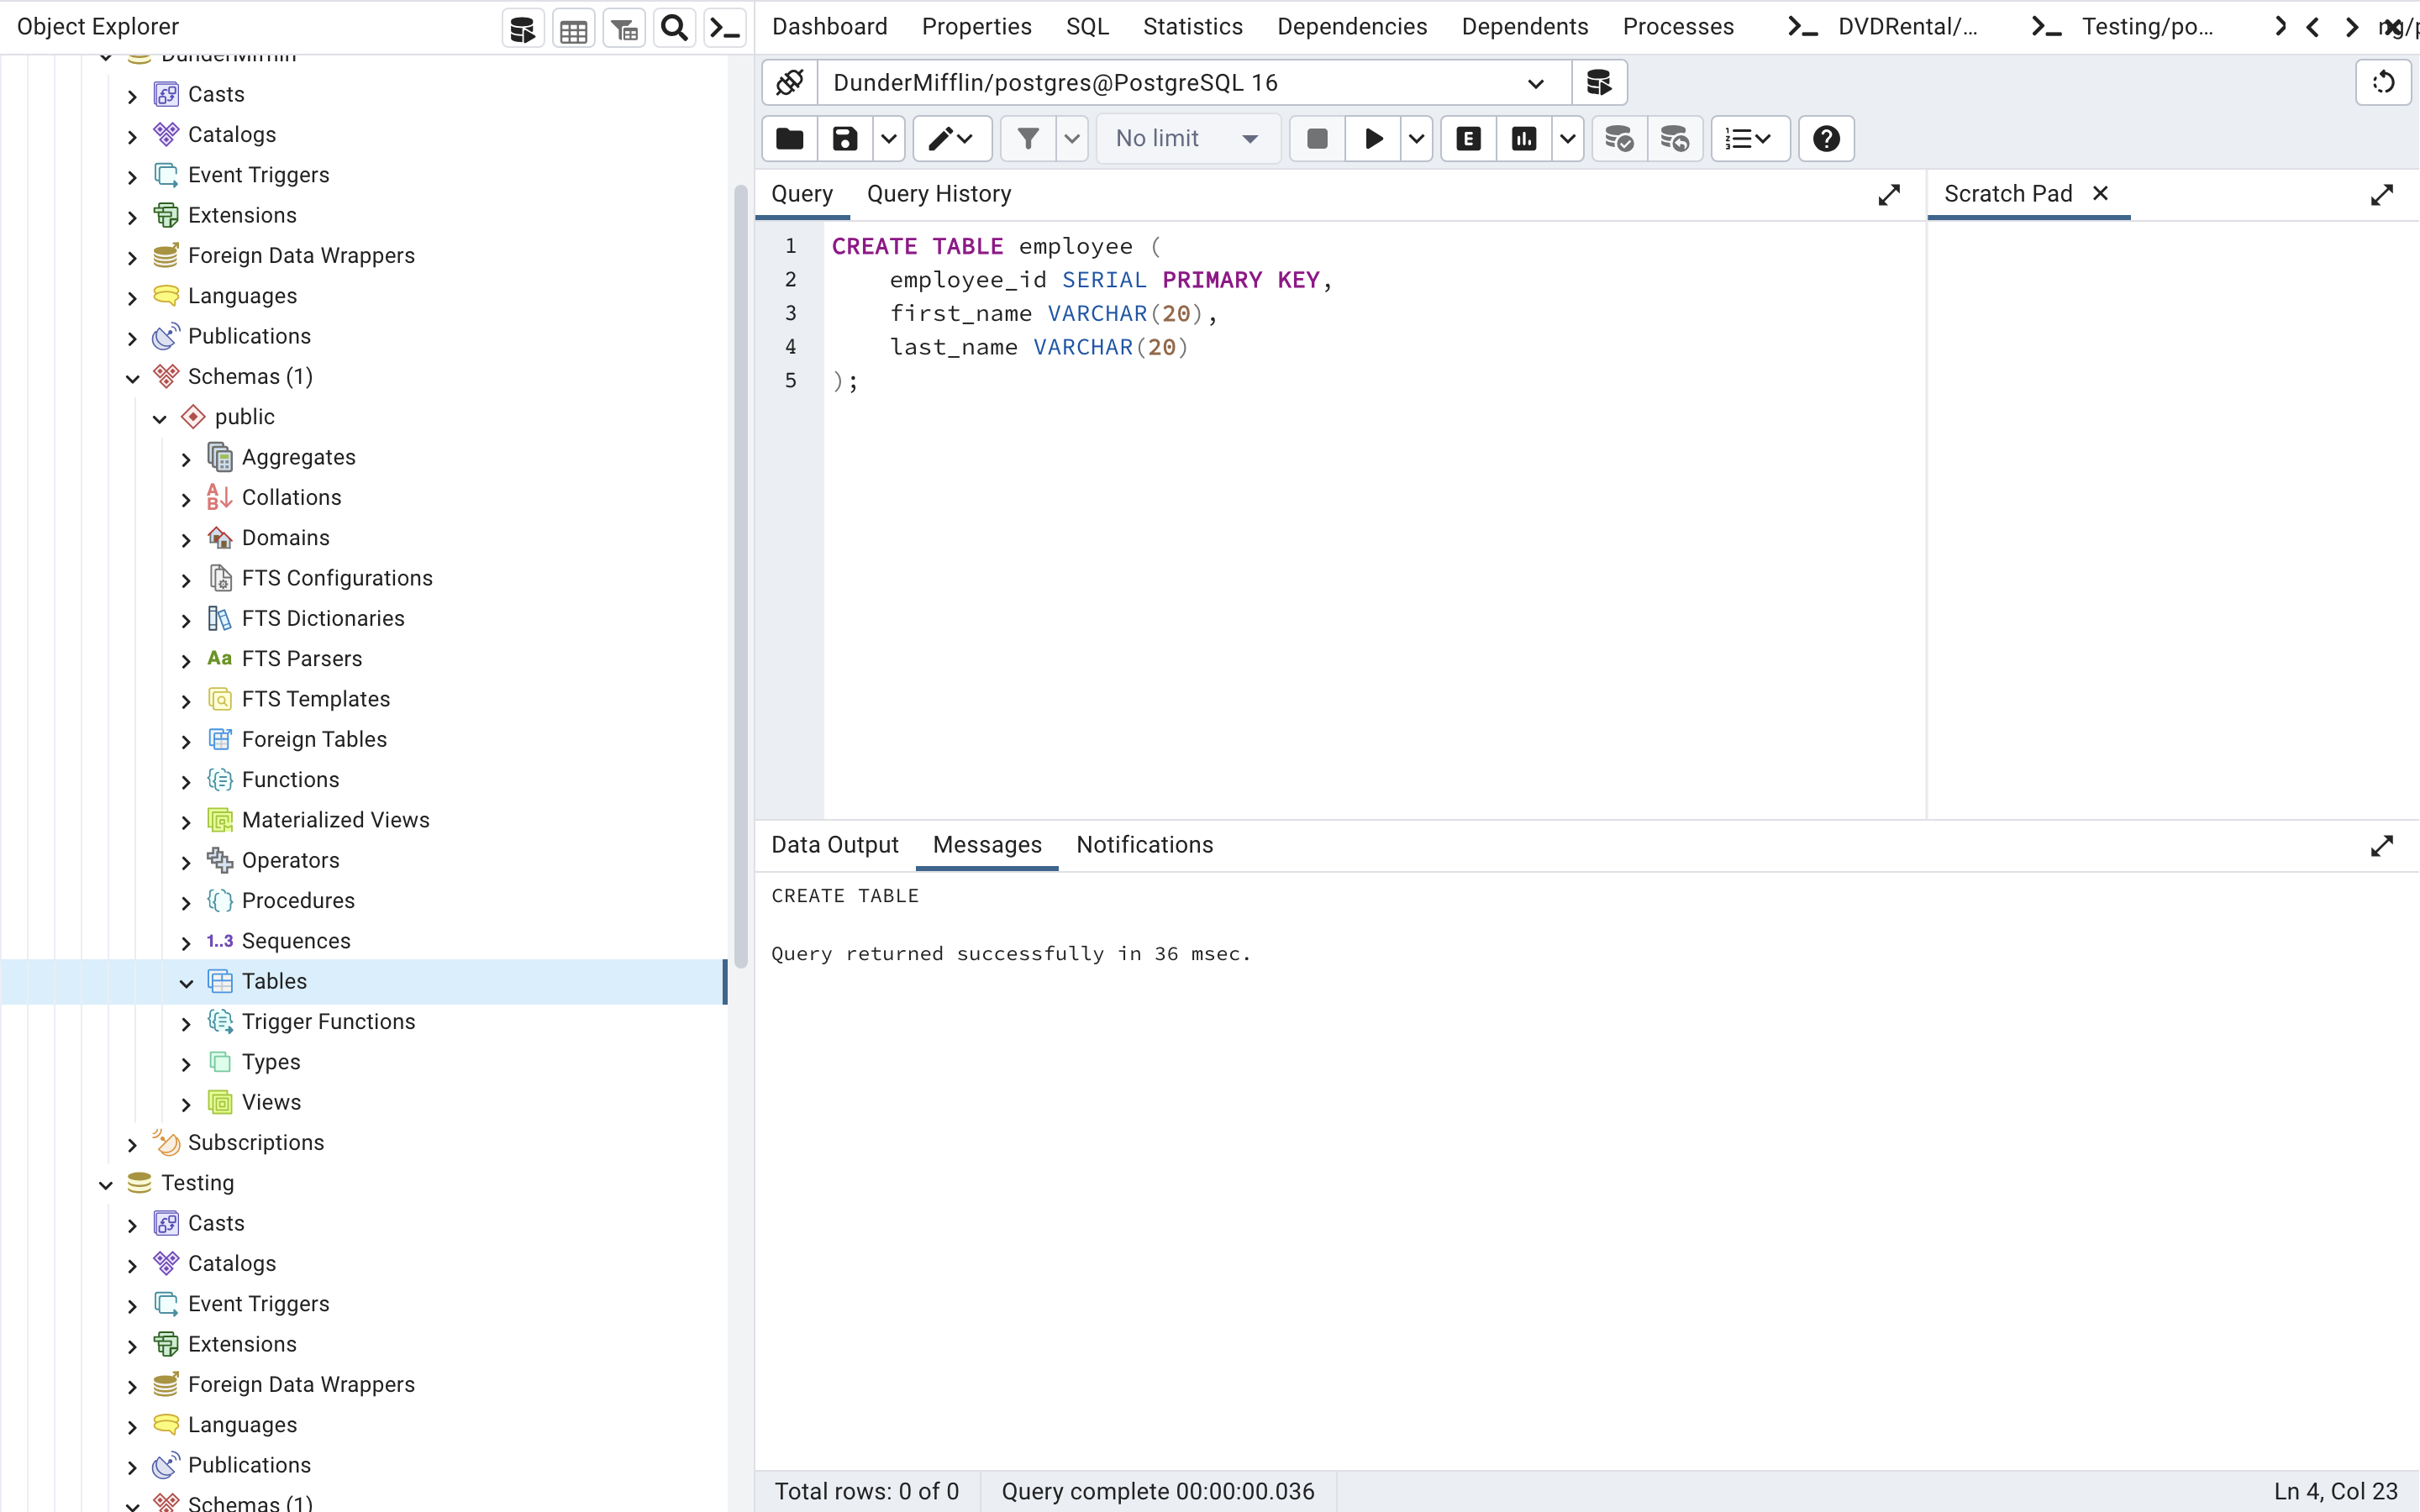 Object Explorer
DunderMifflin
Casts
Catalogs
Event Triggers
Extensions
Foreign Data Wrappers
Languages
Publications
Schemas (1)
public
Aggregates
Collations
Domains
FTS Configurations
FTS Dictionaries
Aa FTS Parsers
FTS Templates
Foreign Tables
Functions
Materialized Views
Operators
Procedures
1..3 Sequences
Tables
Trigger Functions
Types
Views
Subscriptions
Testing
Casts
Catalogs
Event Triggers
Extensions
Foreign Data Wrappers
Languages
Publications
Schemas (1)
Dashboard Properties SQL Statistics Dependencies Dependents Processes DVDRental/... Testing/po...
DunderMifflin/postgres@PostgreSQL 16
No limit E
Query Query History Scratch Pad
1 CREATE TABLE employee (
2 employee_id SERIAL PRIMARY KEY,
3 first_name VARCHAR(20),
4 last_name VARCHAR(20)
5 );
Data Output Messages Notifications
CREATE TABLE
Query returned successfully in 36 msec.
Total rows: 0 of 0 Query complete 00:00:00.036 Ln 4, Col 23